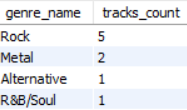 genre_name tracks_count
Rock 5
Metal 2
Alternative 1
R&B/Soul 1